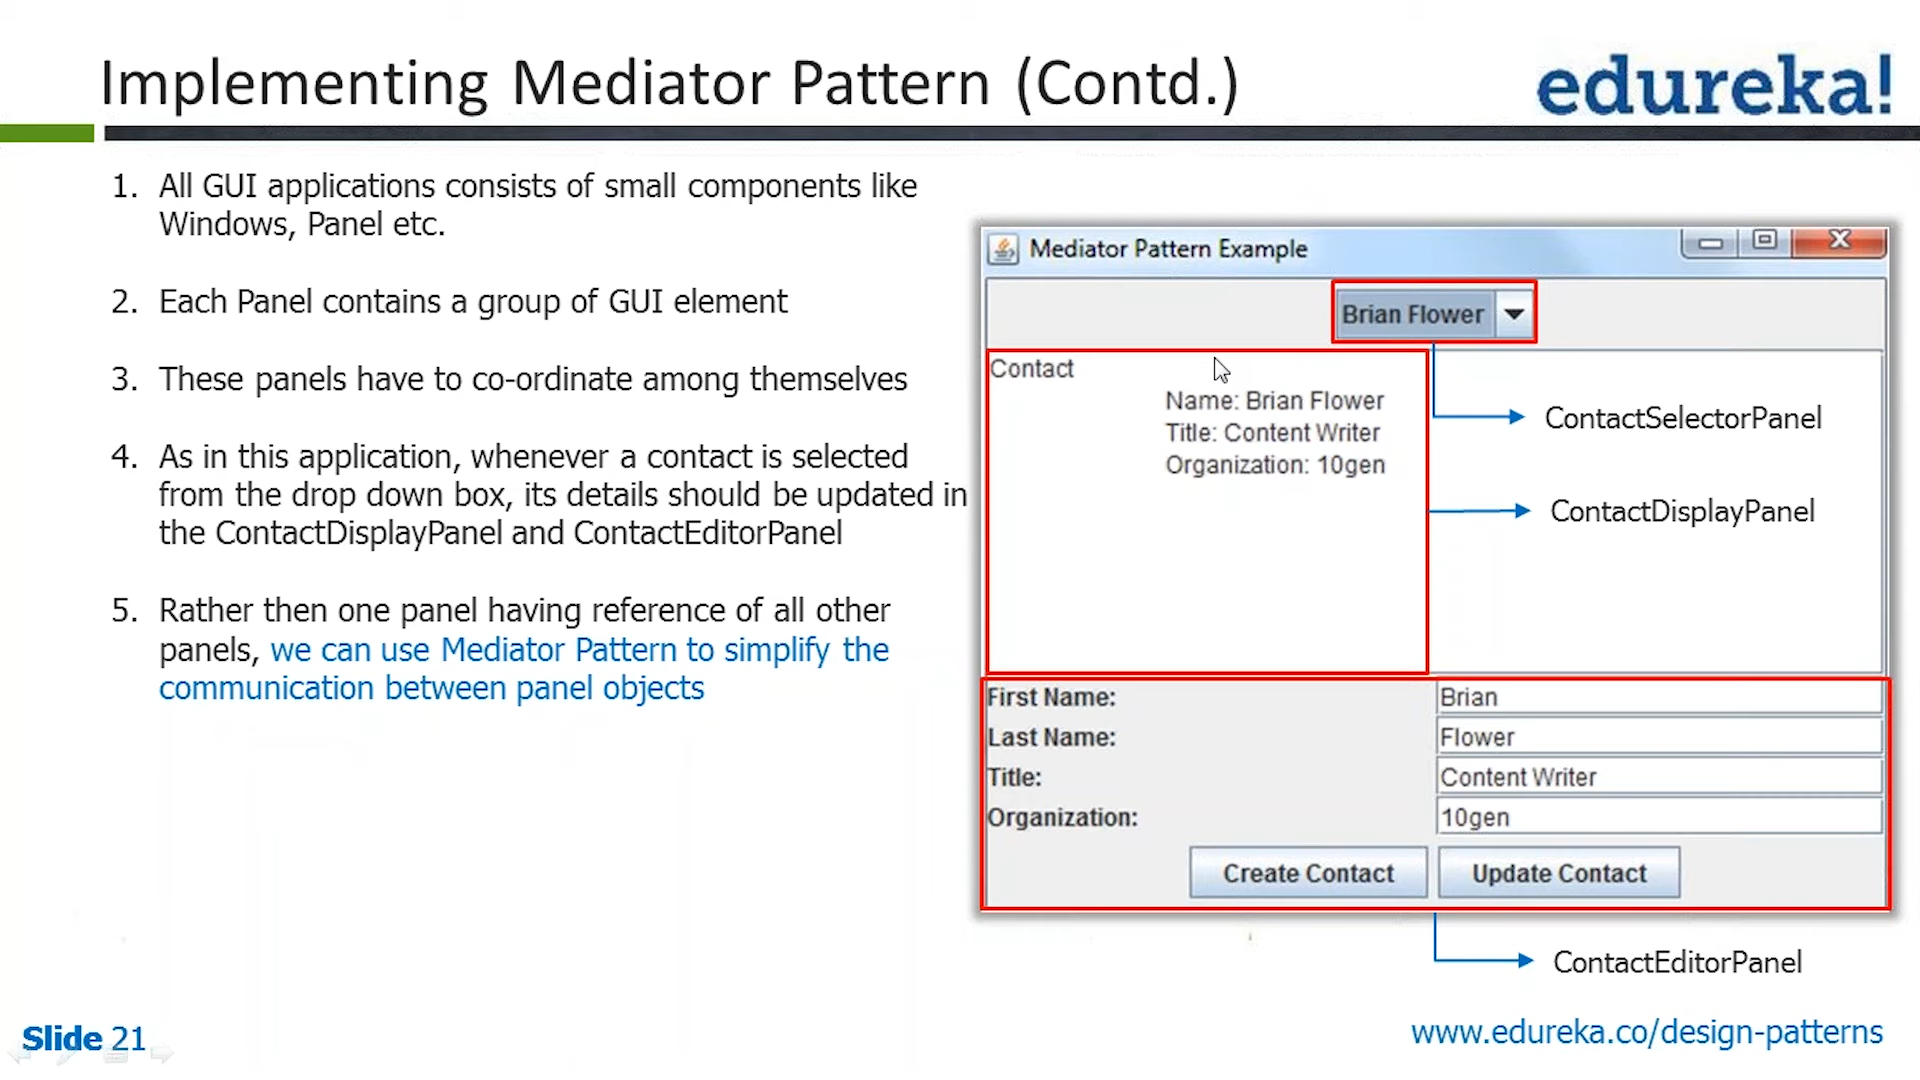 Implementing Mediator Pattern (Contd.)
edureka!
1. All GUI applications consists of small components like
Windows, Panel etc.
2. Each Panel contains a group of GUI element
3. These panels have to co-ordinate among themselves
4. As in this application, whenever a contact is selected
from the drop down box, its details should be updated in
the ContactDisplayPanel and ContactEditorPanel
5. Rather then one panel having reference of all other
panels, we can use Mediator Pattern to simplify the
communication between panel objects
Mediator Pattern Example
Brian Flower
Contact
Name: Brian Flower
Title: Content Writer
Organization: 10gen
ContactSelectorPanel
ContactDisplayPanel
First Name: Brian
Last Name: Flower
Title: Content Writer
Organization: 10gen
Create Contact Update Contact
ContactEditorPanel
Slide 21
www.edureka.co/design-patterns